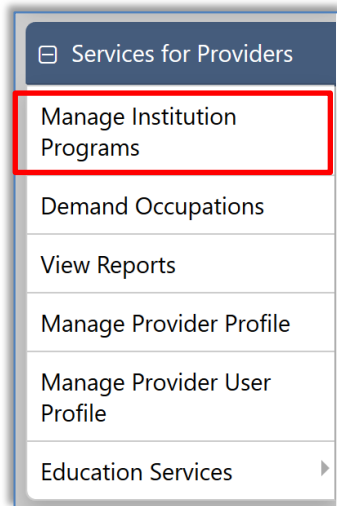 Services for Providers
Manage Institution
Programs
Demand Occupations
View Reports
Manage Provider Profile
Manage Provider User
Profile
Education Services